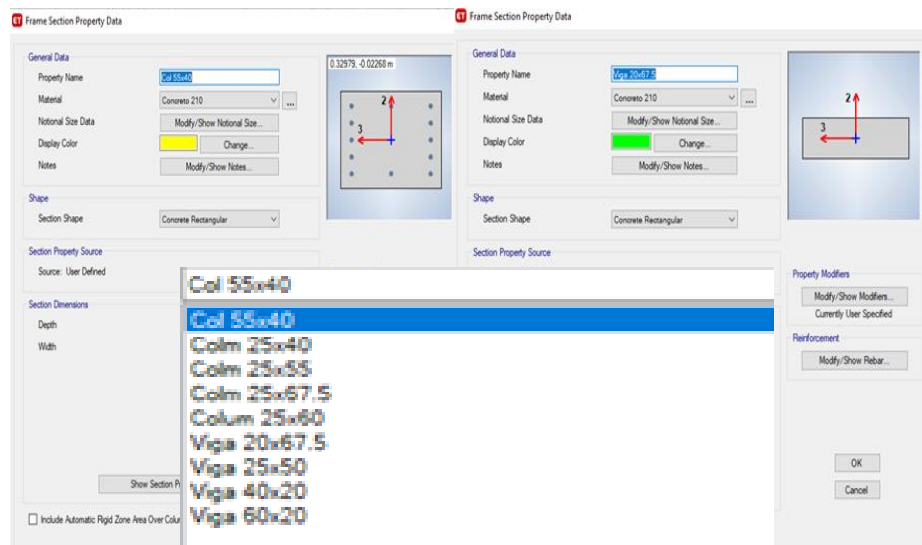 ET Frame Section Property Data
General Data
Property Name Col 55x40
Material Concreto 210 ...
Notional Size Data Modify/Show Notional Size...
Display Color Change...
Notes Modify/Show Notes...
0.32979, -0.02268 m
2
3
Shape
Section Shape Concrete Rectangular
Section Property Source
Source: User Defined
Section Dimensions
Depth
Width
Show Section
Include Automatic Rigid Zone Area Over
ET Frame Section Property Data
General Data
Property Name Viga 20x67.5
Material Concreto 210 ...
Notional Size Data Modify/Show Notional Size...
Display Color Change...
Notes Modify/Show Notes...
2
3
Shape
Section Shape Concrete Rectangular
Section Property Source
Property Modifiers
Modify/Show Modifiers...
Currently User Specified
Reinforcement
Modify/Show Rebar...
OK
Cancel
Col 55x40
Col 55x40
Colm 25x40
Colm 25x55
Colm 25x67.5
Colum 25x60
Viga 20x67.5
Viga 25x50
Viga 40x20
Viga 60x20